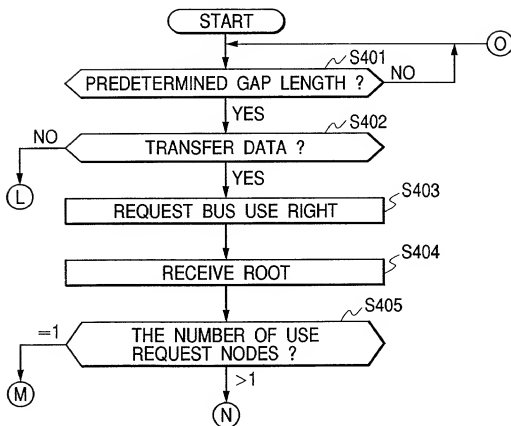 START
O
S401
PREDETERMINED GAP LENGTH ?
NO
YES
S402
NO
TRANSFER DATA ?
L
YES
S403
REQUEST BUS USE RIGHT
S404
RECEIVE ROOT
S405
=1
THE NUMBER OF USE
REQUEST NODES ?
M
>1
N